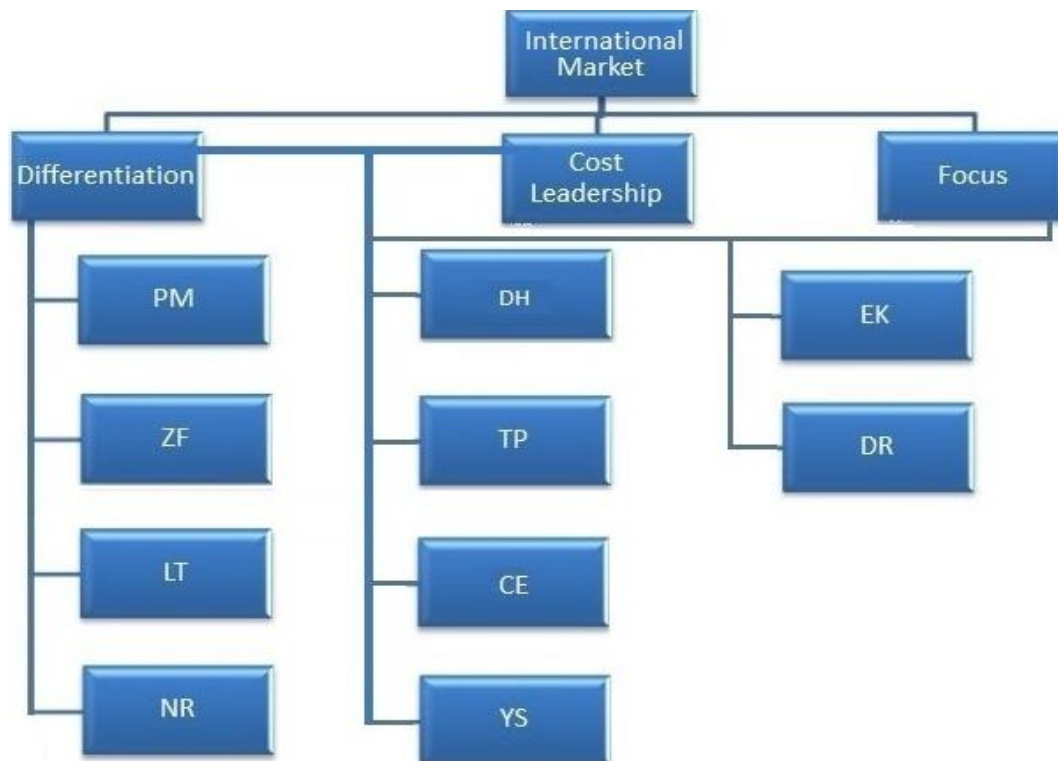 International
Market
Differentiation
Cost
Leadership
Focus
PM
DH
EK
ZF
TP
DR
LT
CE
NR
YS